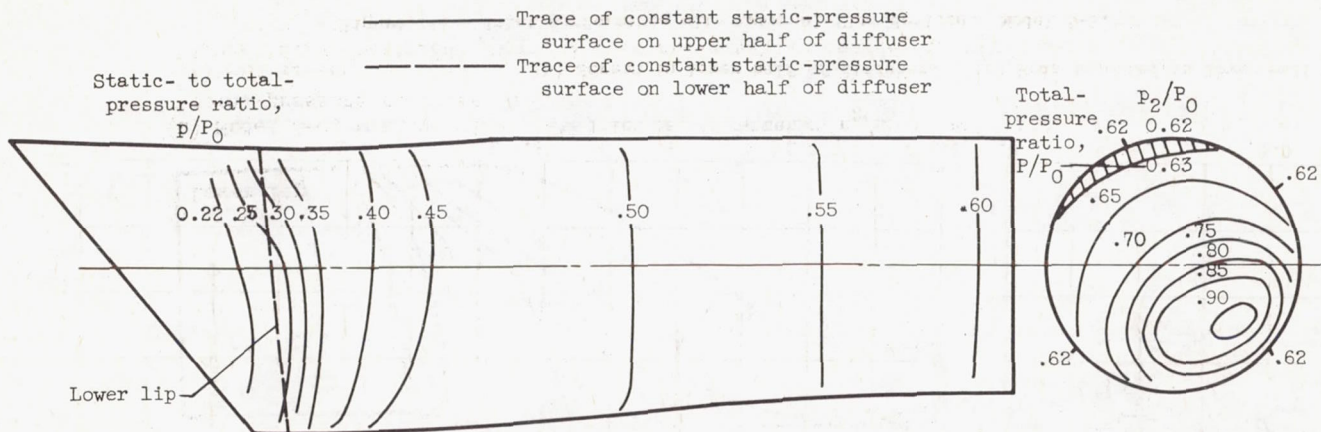 Trace of constant static-pressure
surface on upper half of diffuser
Trace of constant static-pressure
surface on lower half of diffuser
Static- to total-
pressure ratio,
p/P0
0.22 .25 .30 .35 .40 .45 .50 .55 .60
Lower lip
Total-
pressure
ratio,
P/P0
p2/P0
.62 0.62
0.63
.62
.65
.70
.75
.80
.85
.90
.62
.62